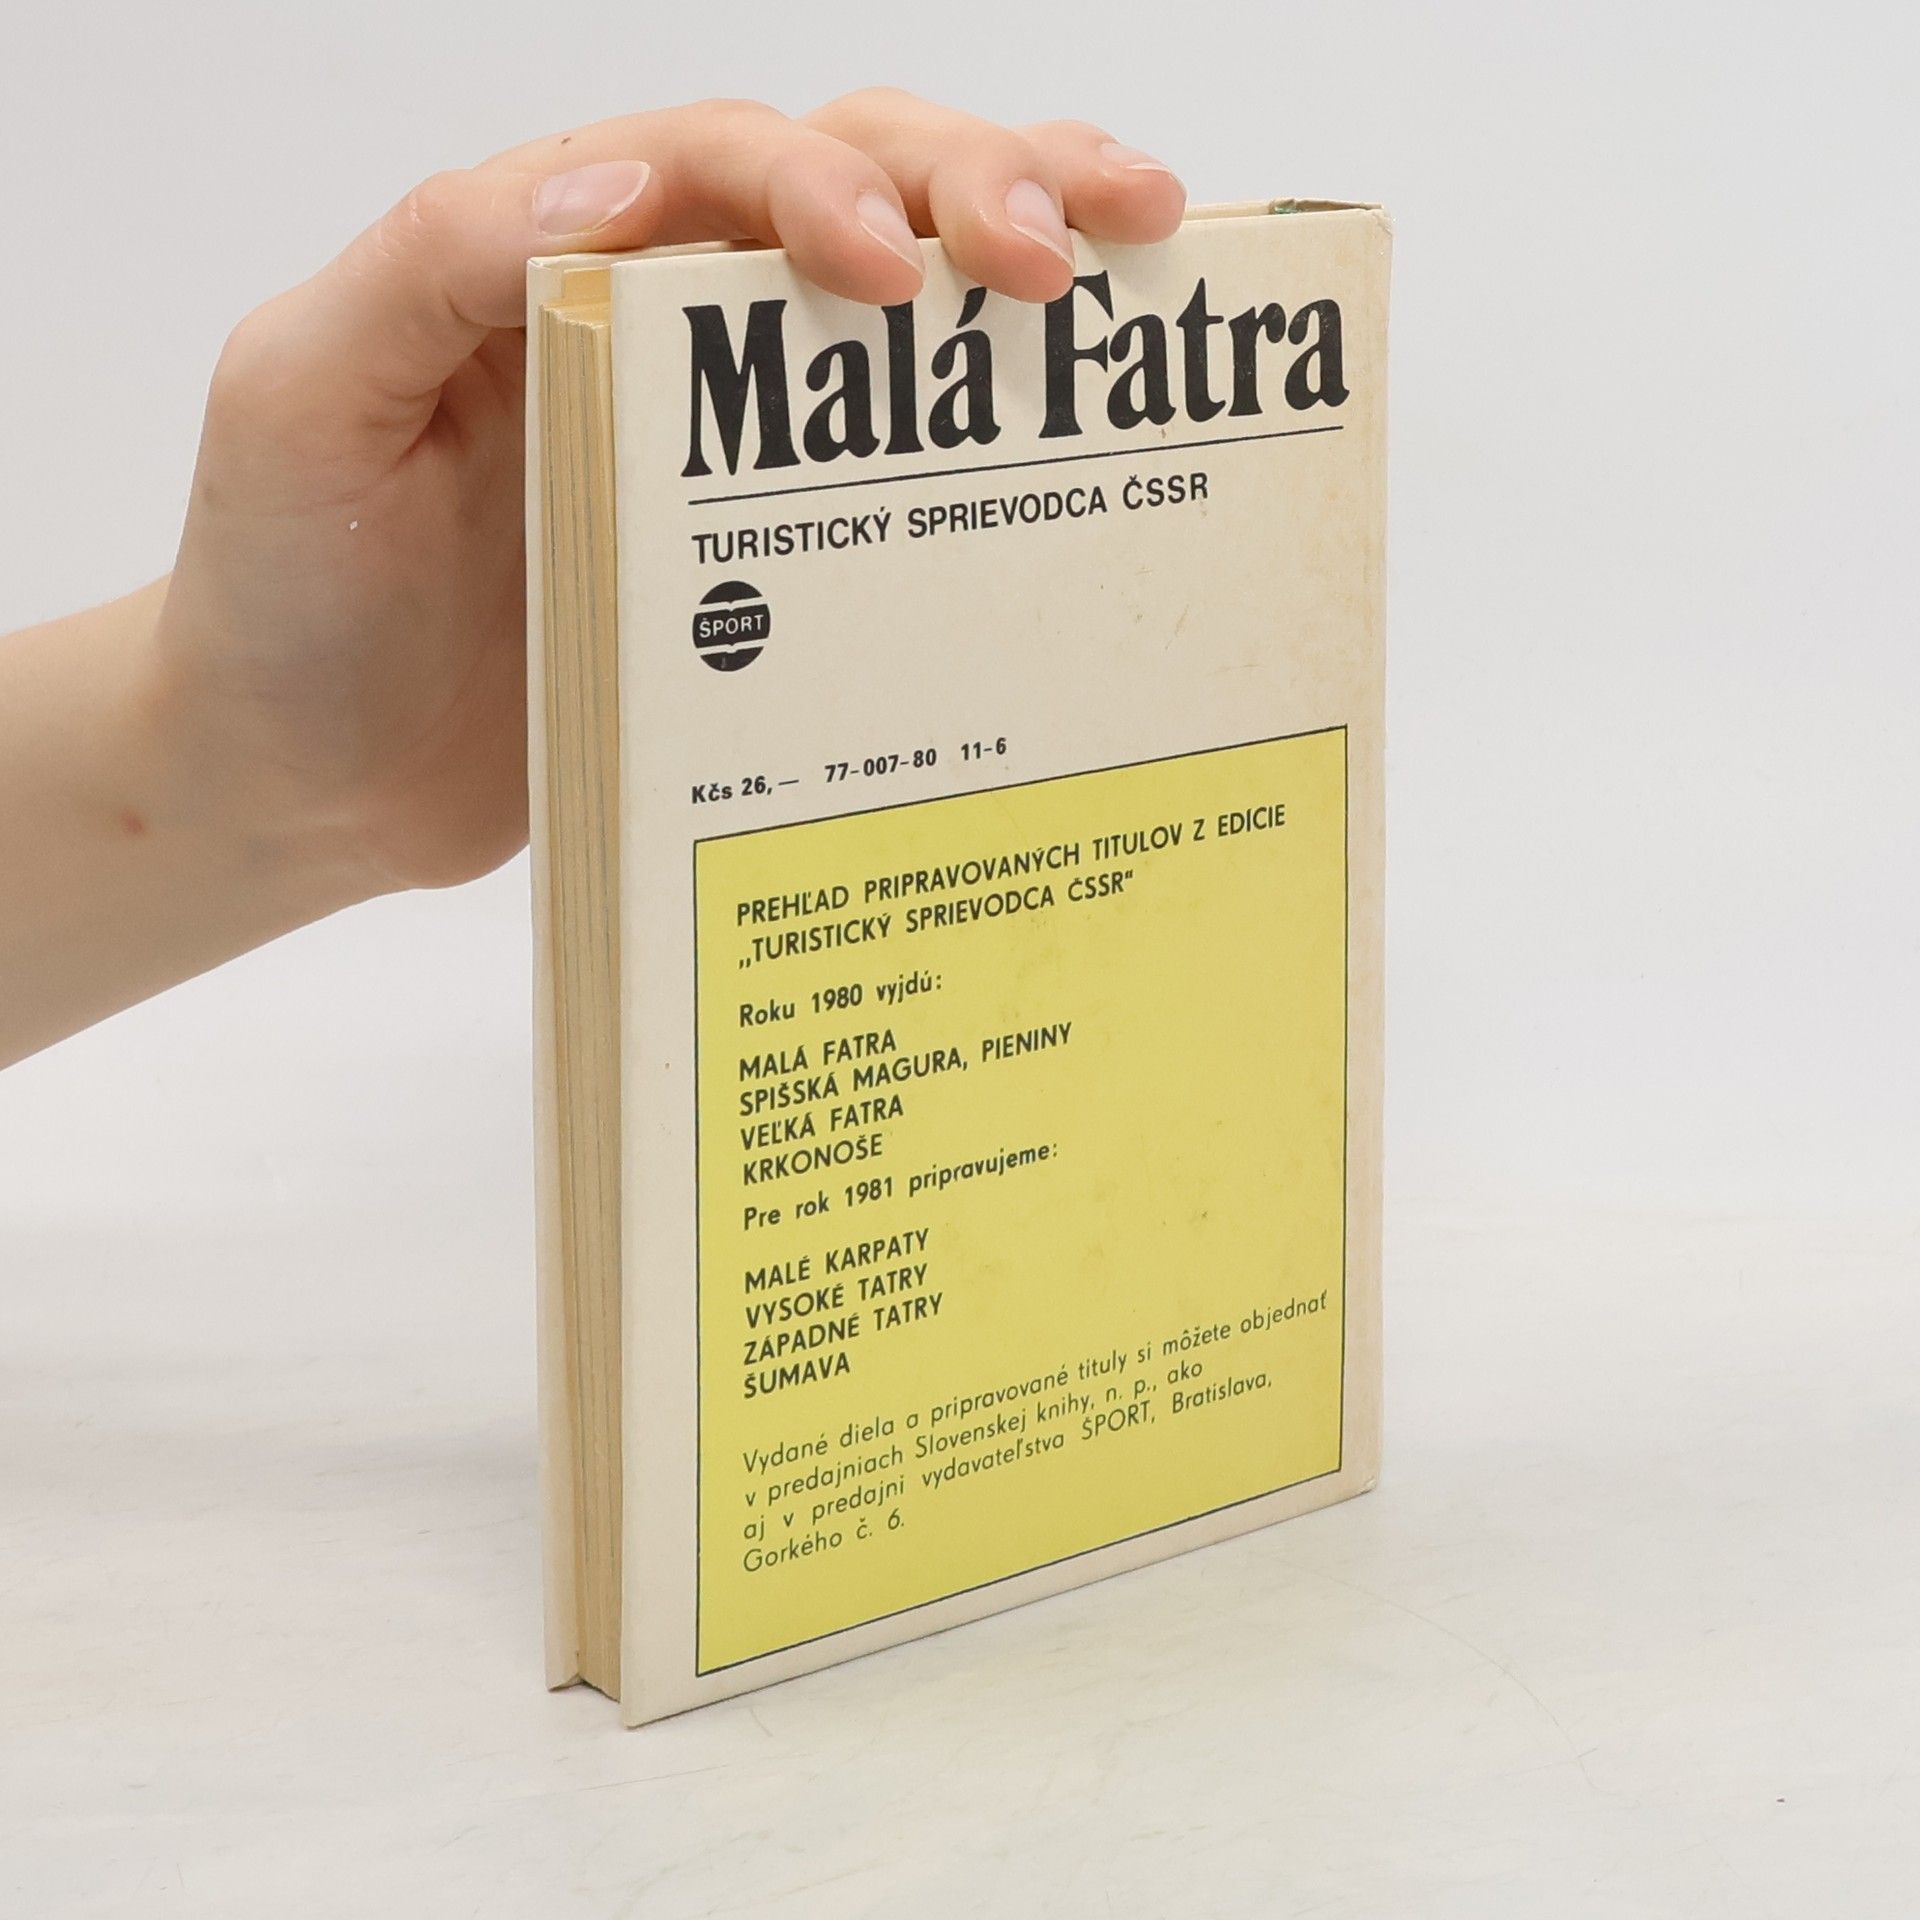 Malá Fatra
TURISTICKÝ SPRIEVODCA ČSSR
ŠPORT
Kčs 26,— 77-007-80 11-6
PREHĽAD PRIPRAVOVANÝCH TITULOV Z EDÍCIE
„TURISTICKÝ SPRIEVODCA ČSSR“
Roku 1980 vyjdú:
MALÁ FATRA
SPIŠSKÁ MAGURA, PIENINY
VEĽKÁ FATRA
KRKONOŠE
Pre rok 1981 pripravujeme:
MALÉ KARPATY
VYSOKÉ TATRY
ZÁPADNÉ TATRY
ŠUMAVA
Vydané diela a pripravované tituly si môžete objednať
v predajniach Slovenskej knihy, n. p., ako
aj v predajni vydavateľstva ŠPORT, Bratislava,
Gorkého č. 6.